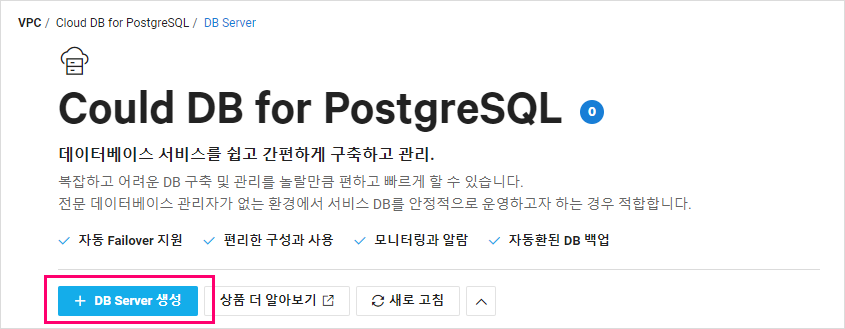 VPC / Cloud DB for PostgreSQL / DB Server
Could DB for PostgreSQL 0
데이터베이스 서비스를 쉽고 간편하게 구축하고 관리.
복잡하고 어려운 DB 구축 및 관리를 놀랄만큼 편하고 빠르게 할 수 있습니다.
전문 데이터베이스 관리자가 없는 환경에서 서비스 DB를 안정적으로 운영하고자 하는 경우 적합합니다.
자동 Failover 지원 편리한 구성과 사용 모니터링과 알람 자동환된 DB 백업
+ DB Server 생성 상품 더 알아보기 새로 고침